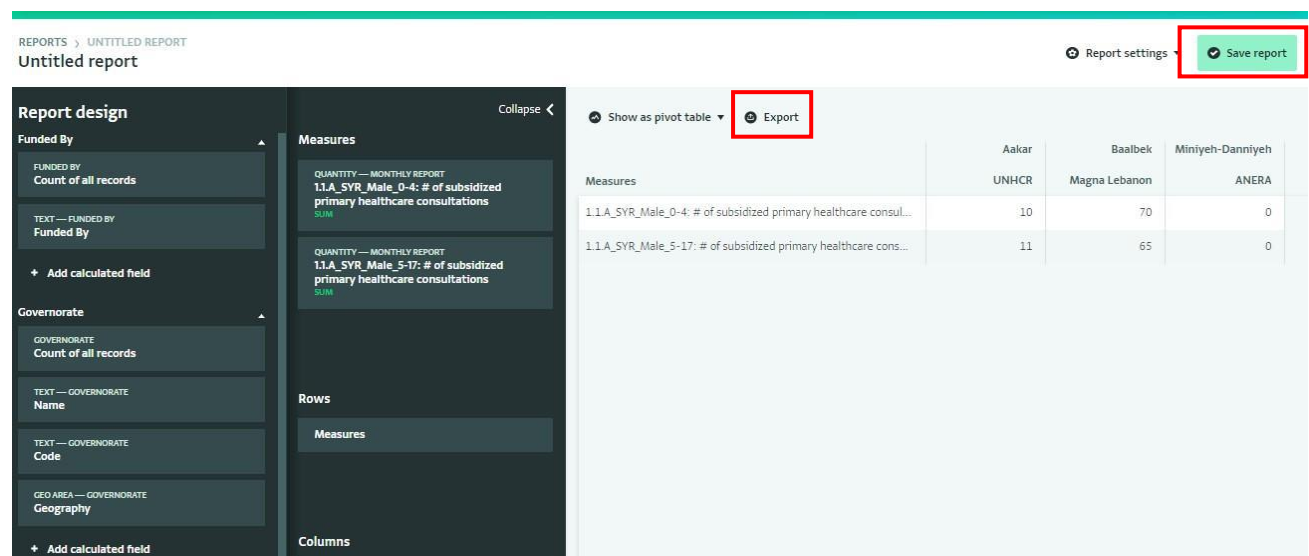 REPORTS > UNTITLED REPORT
Untitled report
Report settings
Save report
Report design
Collapse
Funded By
FUNDED BY
Count of all records
TEXT — FUNDED BY
Funded By
+ Add calculated field
Governorate
GOVERNORATE
Count of all records
TEXT — GOVERNORATE
Name
TEXT — GOVERNORATE
Code
GEO AREA — GOVERNORATE
Geography
+ Add calculated field
Measures
QUANTITY — MONTHLY REPORT
1.1.A_SYR_Male_0-4: # of subsidized
primary healthcare consultations
SUM
QUANTITY — MONTHLY REPORT
1.1.A_SYR_Male_5-17: # of subsidized
primary healthcare consultations
SUM
Rows
Measures
Columns
Show as pivot table
Export
Aakar Baalbek Miniyeh-Danniyeh
Measures UNHCR Magna Lebanon ANERA
1.1.A_SYR_Male_0-4: # of subsidized primary healthcare consul... 10 70 0
1.1.A_SYR_Male_5-17: # of subsidized primary healthcare cons... 11 65 0